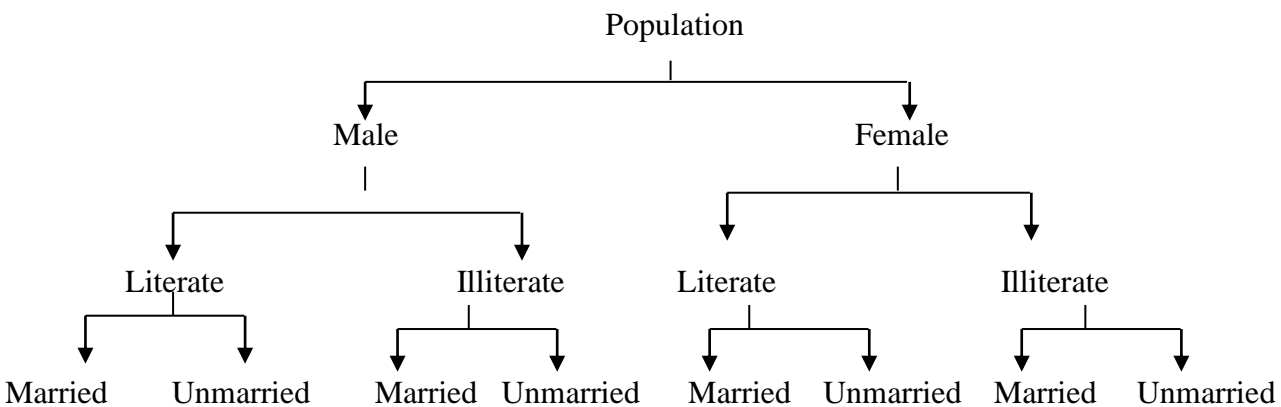 Population
Male Female
Literate Illiterate Literate Illiterate
Married Unmarried Married Unmarried Married Unmarried Married Unmarried